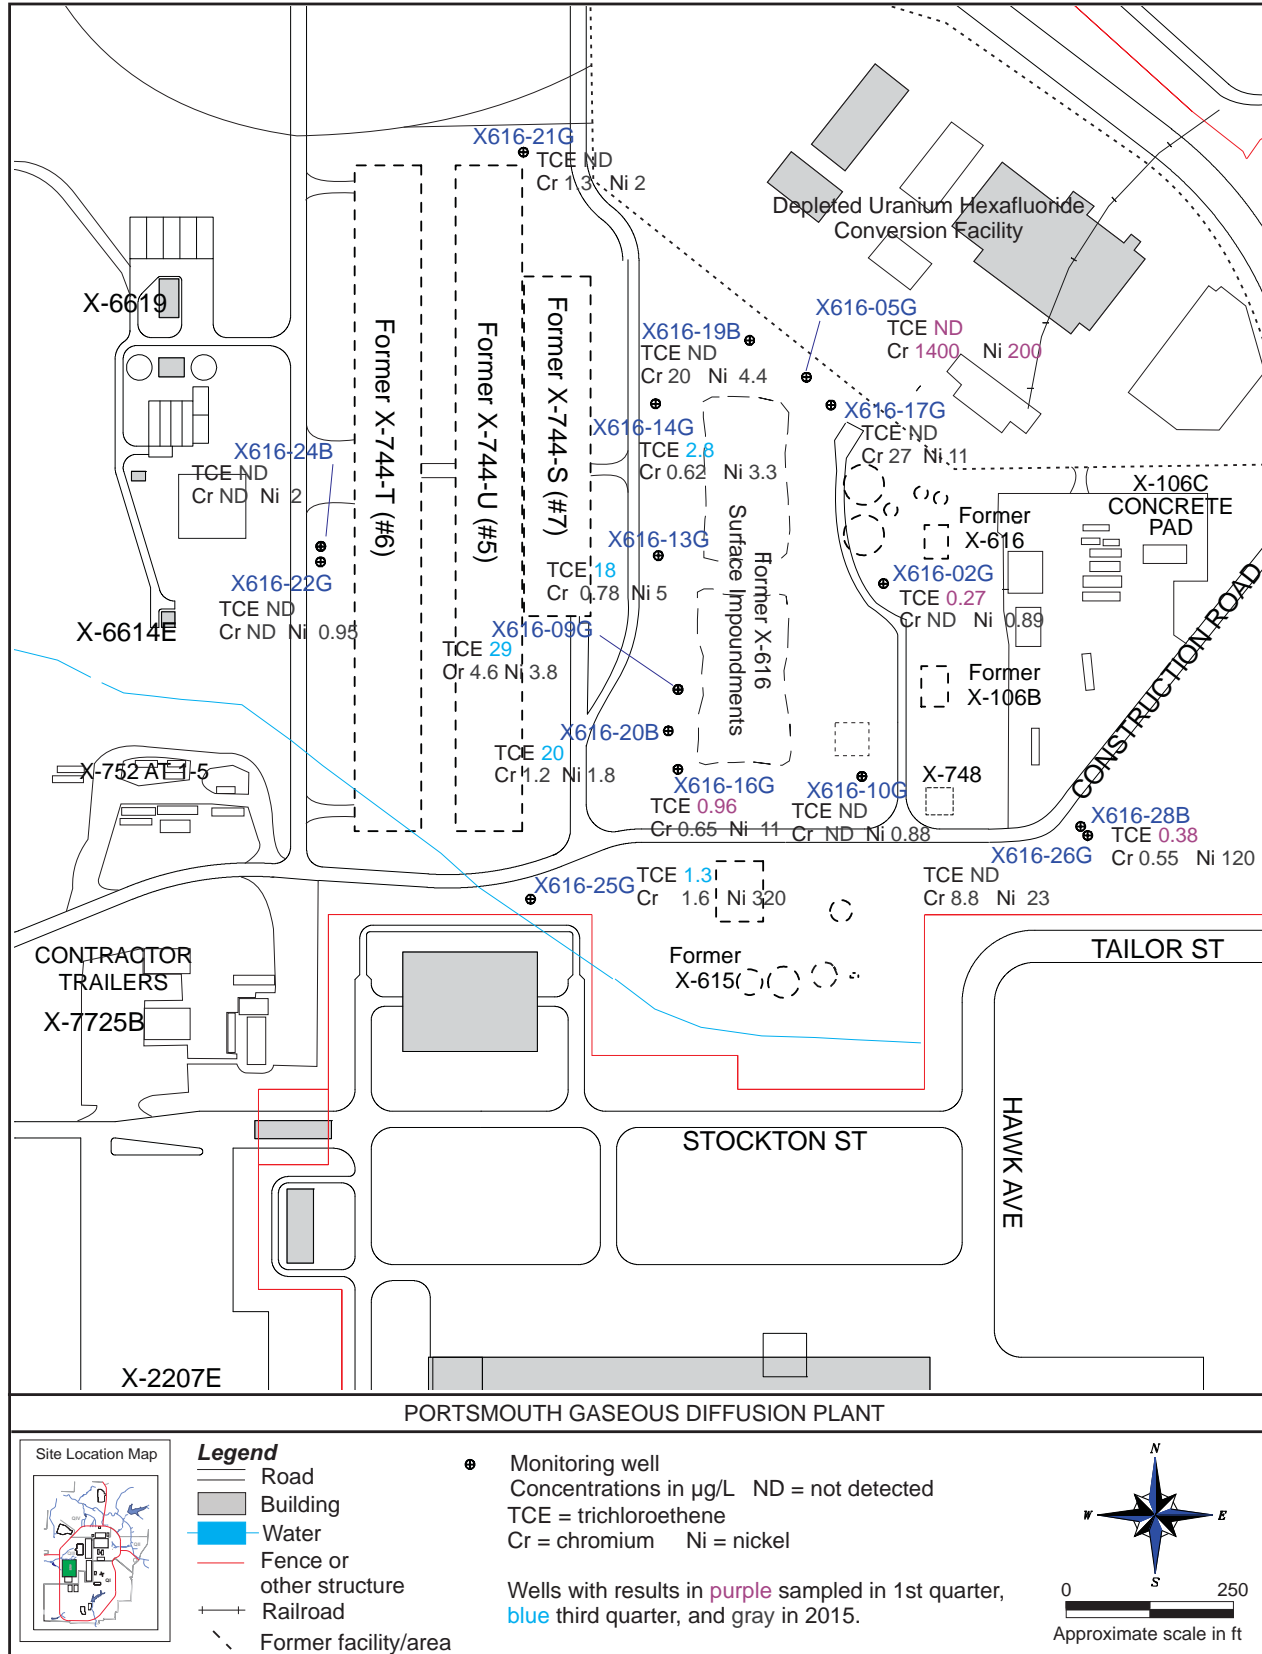 X616-21G
TCE ND
Cr 1.3 Ni 2
Depleted Uranium Hexafluoride
Conversion Facility
X-6619
X616-05G
TCE ND
Cr 1400 Ni 200
X616-19B
TCE ND
Cr 20 Ni 4.4
Former X-744-T (#6)
Former X-744-U (#5)
Former X-744-S (#7)
X616-14G
TCE 2.8
Cr 0.62 Ni 3.3
X616-17G
TCE ND
Cr 27 Ni 11
X616-24B
TCE ND
Cr ND Ni 2
X-106C
CONCRETE
PAD
Former
X-616
Former X-616
Surface Impoundments
X616-13G
TCE 18
Cr 0.78 Ni 5
X616-22G
TCE ND
Cr ND Ni 0.95
X616-02G
TCE 0.27
Cr ND Ni 0.89
X-6614E
X616-09G
TCE 29
Cr 4.6 Ni 3.8
Former
X-106B
CONSTRUCTION ROAD
X616-20B
TCE 20
Cr 1.2 Ni 1.8
X-752 AT 1-5
X616-16G
TCE 0.96
Cr 0.65 Ni 11
X616-10G
TCE ND
Cr ND Ni 0.88
X-748
X616-28B
TCE 0.38
Cr 0.55 Ni 120
X616-26G
TCE ND
Cr 8.8 Ni 23
X616-25G
TCE 1.3
Cr 1.6 Ni 320
CONTRACTOR
TRAILERS
X-7725B
Former
X-615
TAILOR ST
HAWK AVE
STOCKTON ST
X-2207E
PORTSMOUTH GASEOUS DIFFUSION PLANT
Site Location Map
Legend
Road
Building
Water
Fence or
other structure
Railroad
Former facility/area
Monitoring well
Concentrations in µg/L ND = not detected
TCE = trichloroethene
Cr = chromium Ni = nickel
Wells with results in purple sampled in 1st quarter,
blue third quarter, and gray in 2015.
N
W
E
S
0 250
Approximate scale in ft